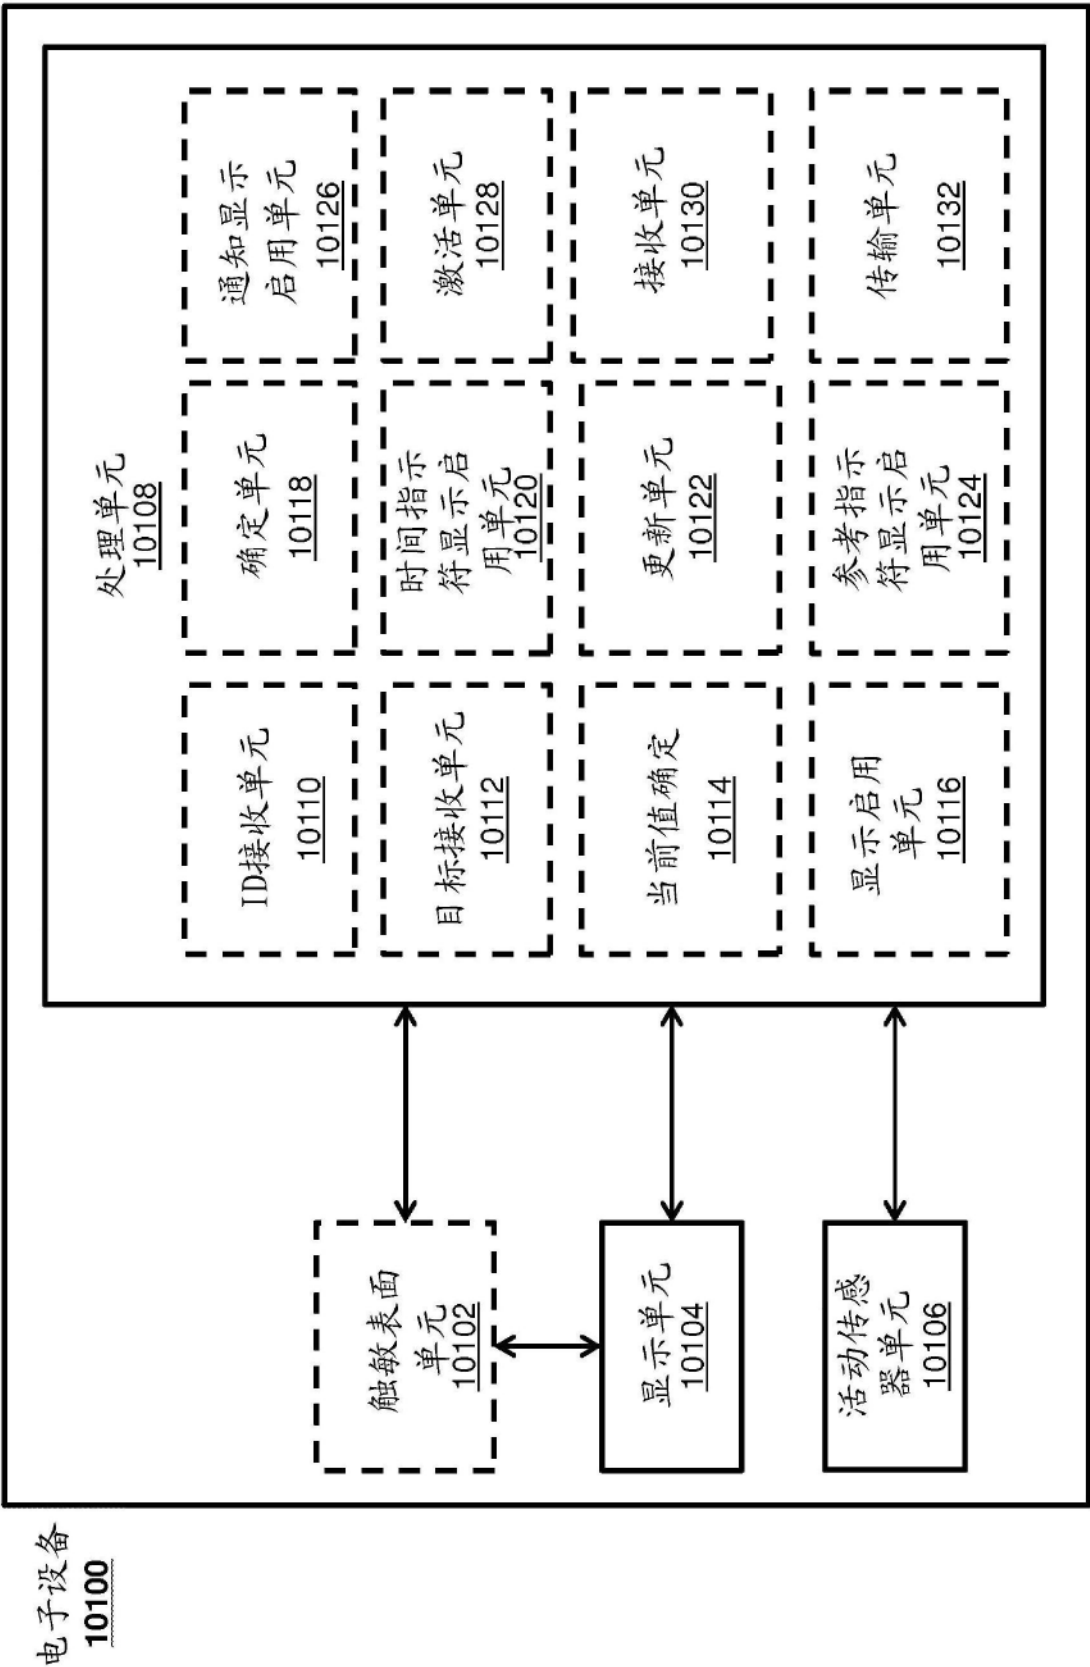 电子设备
10100
触敏表面
单元
10102
显示单元
10104
活动传感
器单元
10106
处理单元
10108
ID接收单元
10110
目标接收单元
10112
当前值确定
10114
显示启用
单元
10116
确定单元
10118
时间指示
符显示启
用单元
10120
更新单元
10122
参考指示
符显示启
用单元
10124
通知显示
启用单元
10126
激活单元
10128
接收单元
10130
传输单元
10132